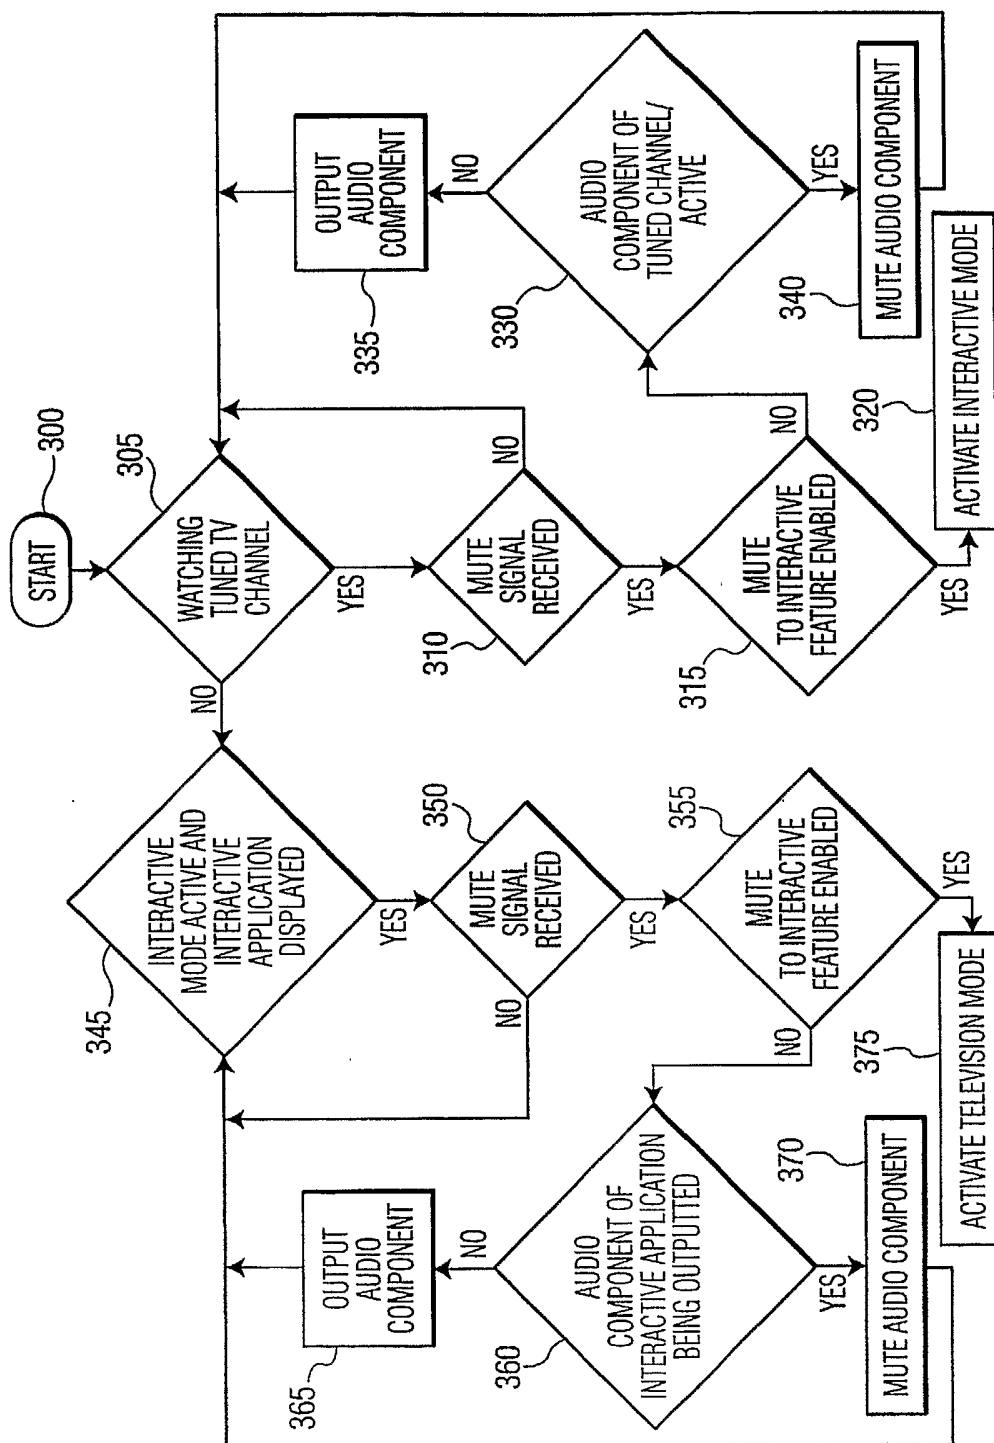 START
300
305
WATCHING
TUNED TV
CHANNEL
NO
YES
310
MUTE
SIGNAL
RECEIVED
NO
YES
315
MUTE
TO INTERACTIVE
FEATURE ENABLED
NO
YES
320
ACTIVATE INTERACTIVE MODE
330
AUDIO
COMPONENT OF
TUNED CHANNEL/
ACTIVE
NO
YES
335
OUTPUT
AUDIO
COMPONENT
340
MUTE AUDIO COMPONENT
345
INTERACTIVE
MODE ACTIVE AND
INTERACTIVE
APPLICATION
DISPLAYED
YES
350
MUTE
SIGNAL
RECEIVED
NO
YES
355
MUTE
TO INTERACTIVE
FEATURE ENABLED
NO
YES
360
AUDIO
COMPONENT OF
INTERACTIVE APPLICATION
BEING OUTPUTTED
NO
YES
365
OUTPUT
AUDIO
COMPONENT
370
MUTE AUDIO COMPONENT
375
ACTIVATE TELEVISION MODE